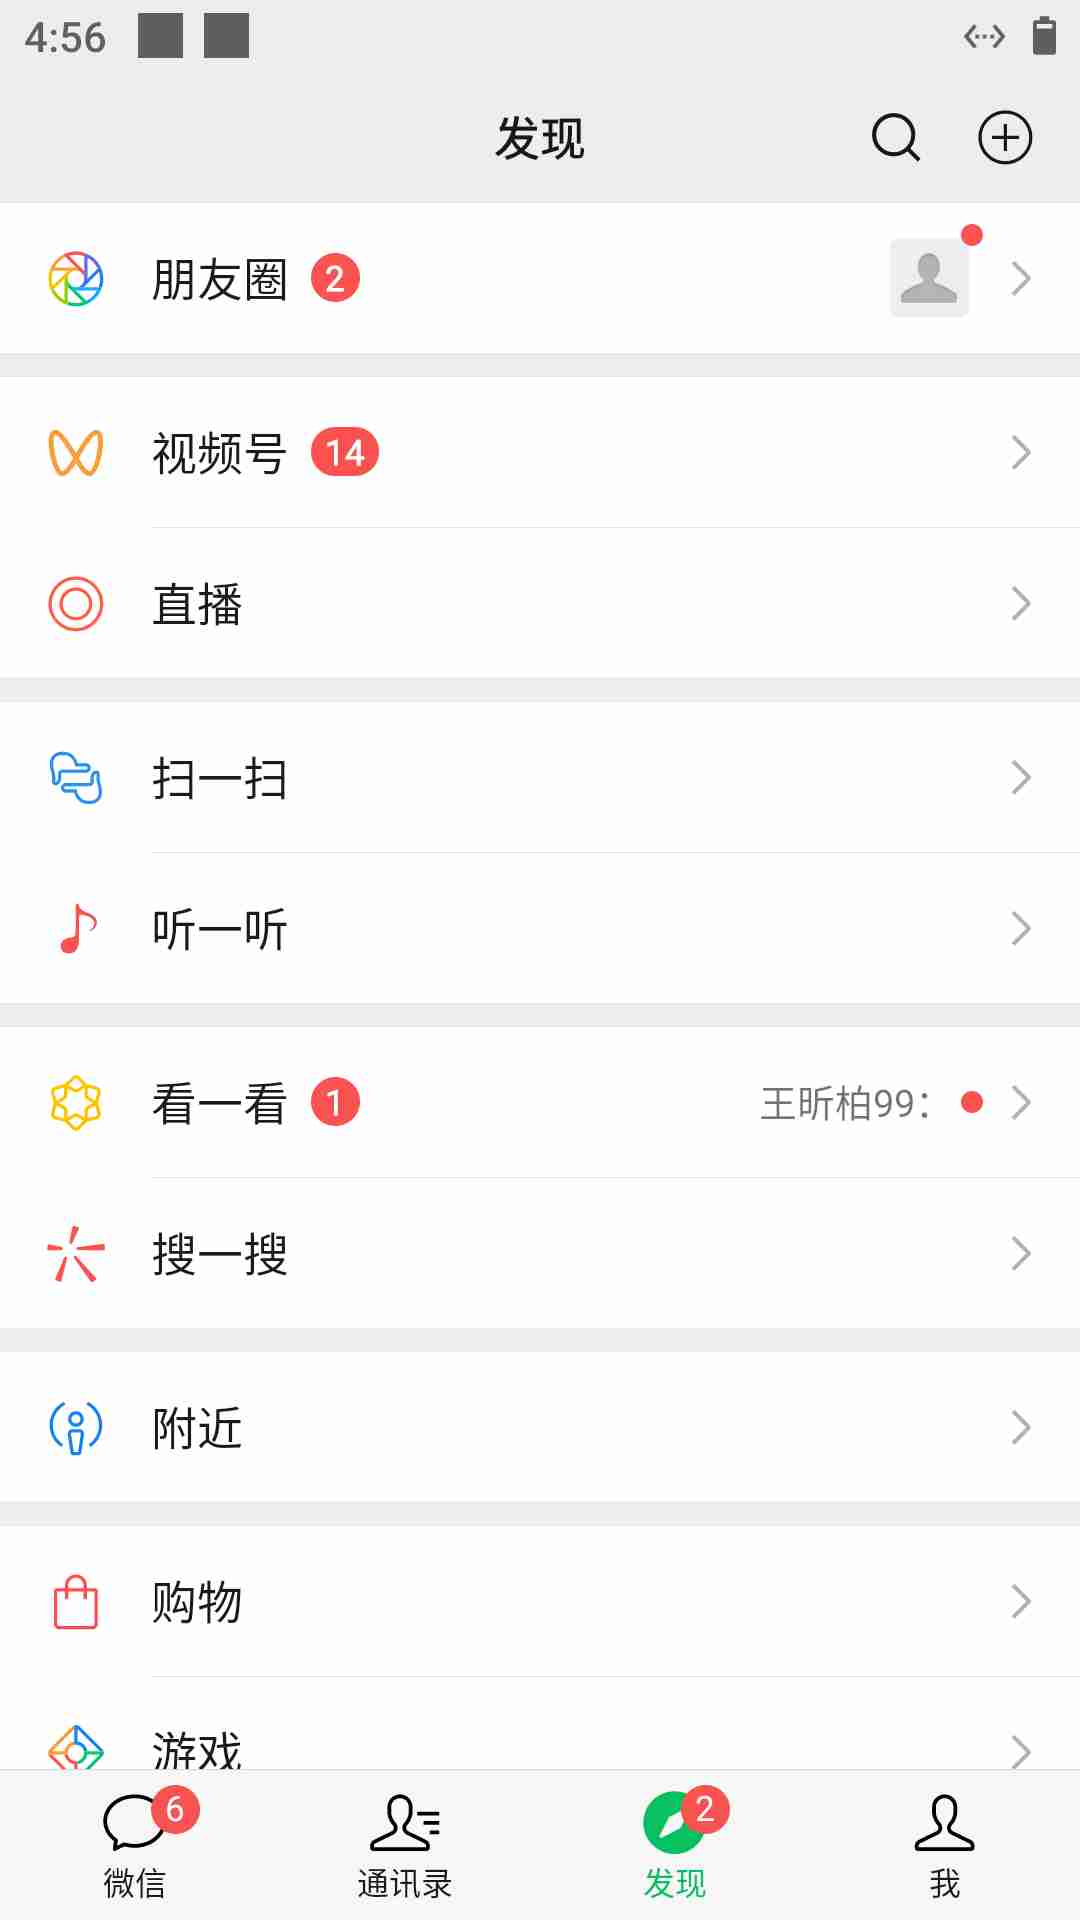 4:56
发现
朋友圈 2
视频号 14
直播
扫一扫
听一听
看一看 1 王昕柏99：
搜一搜
附近
购物
游戏
6 2
微信 通讯录 发现 我